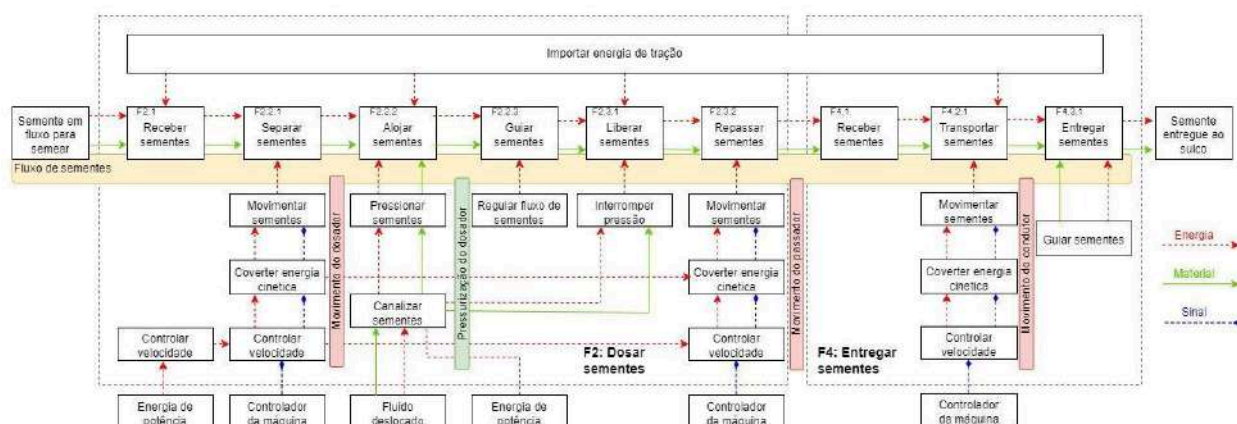 Importar energia de tração
Semente em
fluxo para
semear
F2.1
Receber
sementes
F2.2.1
Separar
sementes
F2.2.2
Alojar
sementes
F2.2.3
Guiar
sementes
F2.3.1
Liberar
sementes
F2.3.2
Repassar
sementes
F4.1
Receber
sementes
F4.2.1
Transportar
sementes
F4.3.1
Entregar
sementes
Semente
entregue ao
sulco
Fluxo de sementes
Movimentar
sementes
Pressionar
sementes
Regular fluxo de
sementes
Interromper
pressão
Movimentar
sementes
Movimentar
sementes
Guiar sementes
Coverter energia
cinetica
Canalizar
sementes
Coverter energia
cinetica
Coverter energia
cinetica
Controlar
velocidade
Controlar
velocidade
Controlar
velocidade
Controlar
velocidade
Movimento do dosador
Pressurização do dosador
Movimento do passador
Movimento do condutor
F2: Dosar
sementes
F4: Entregar
sementes
Energia de
potência
Controlador
da máquina
Fluído
deslocado
Energia de
potência
Controlador
da máquina
Controlador
da máquina
Energia
Material
Sinal